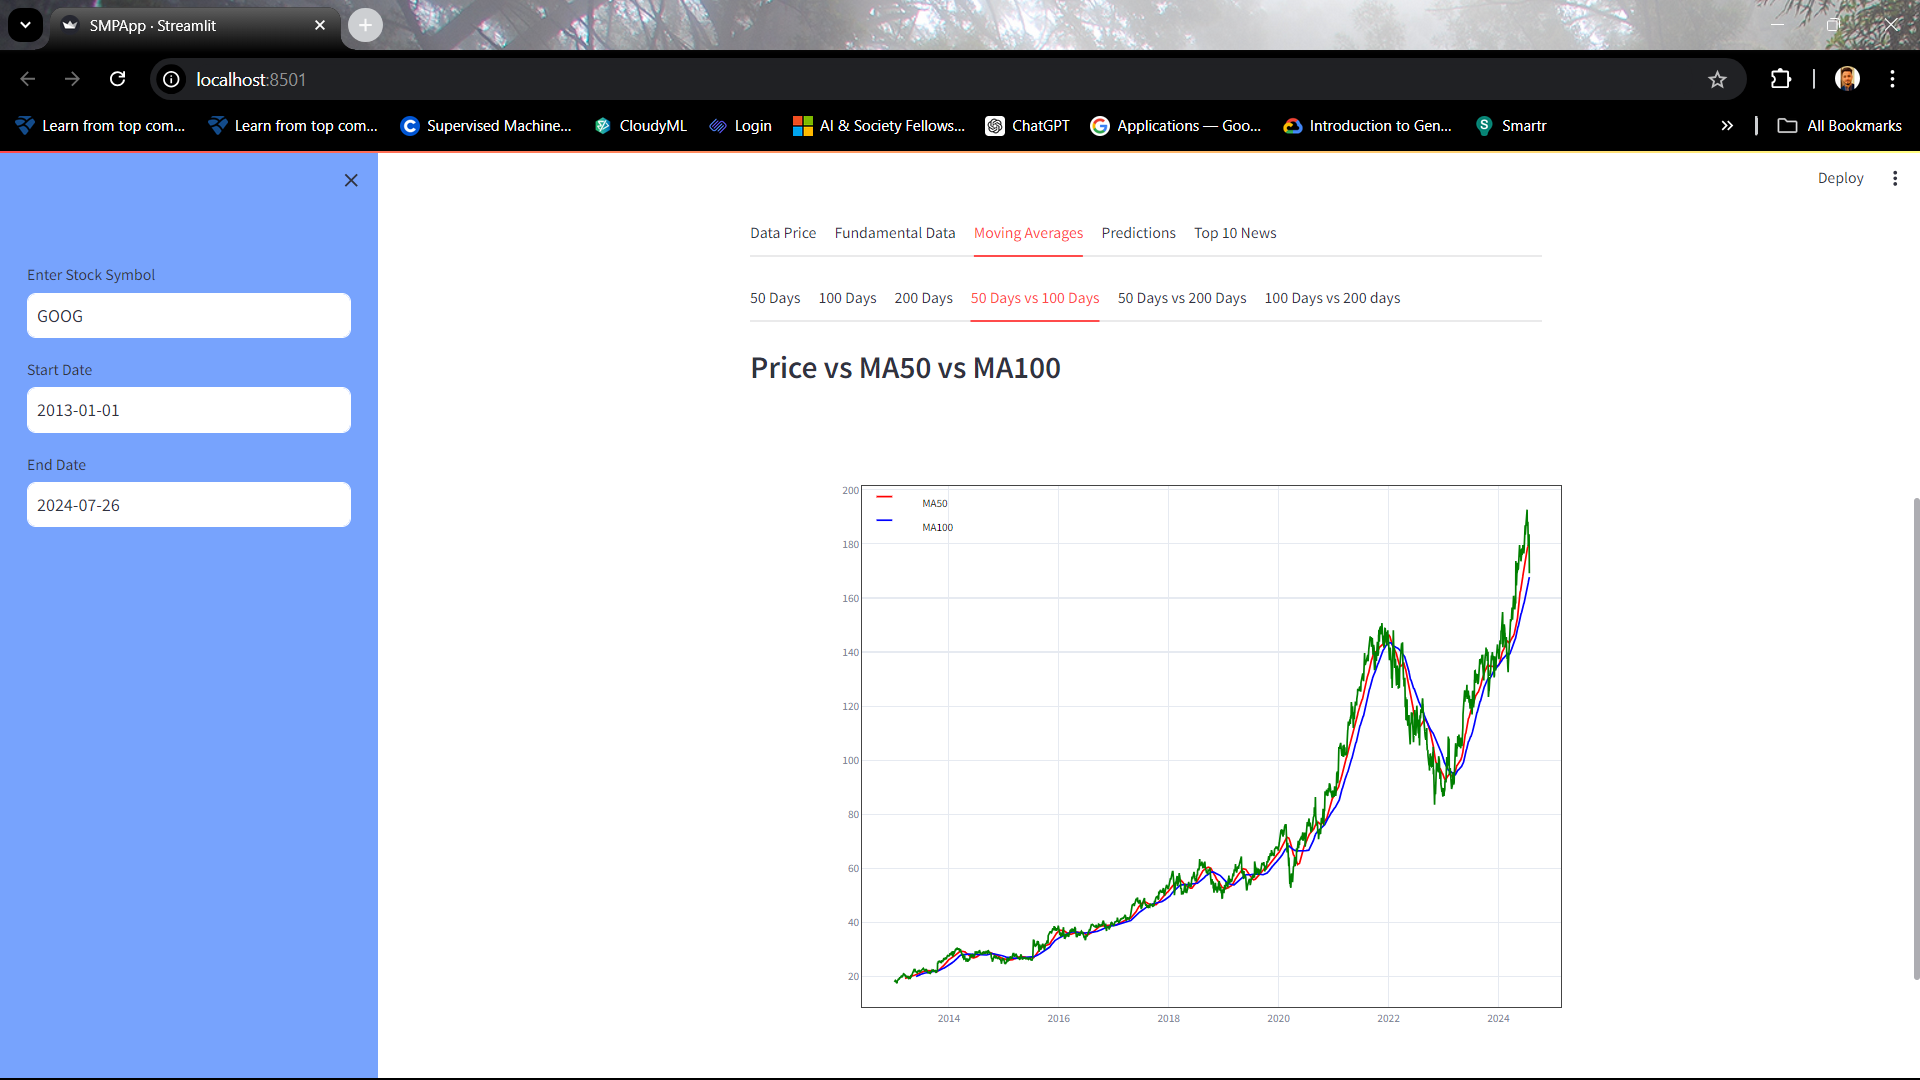 SMPApp · Streamlit
localhost:8501
Learn from top com... Learn from top com... Supervised Machine... CloudyML Login AI & Society Fellows... ChatGPT Applications — Goo... Introduction to Gen... Smartr All Bookmarks
Deploy
Enter Stock Symbol
GOOG
Start Date
2013-01-01
End Date
2024-07-26
Data Price Fundamental Data Moving Averages Predictions Top 10 News
50 Days 100 Days 200 Days 50 Days vs 100 Days 50 Days vs 200 Days 100 Days vs 200 days
Price vs MA50 vs MA100
MA50
MA100
200
180
160
140
120
100
80
60
40
20
2014 2016 2018 2020 2022 2024